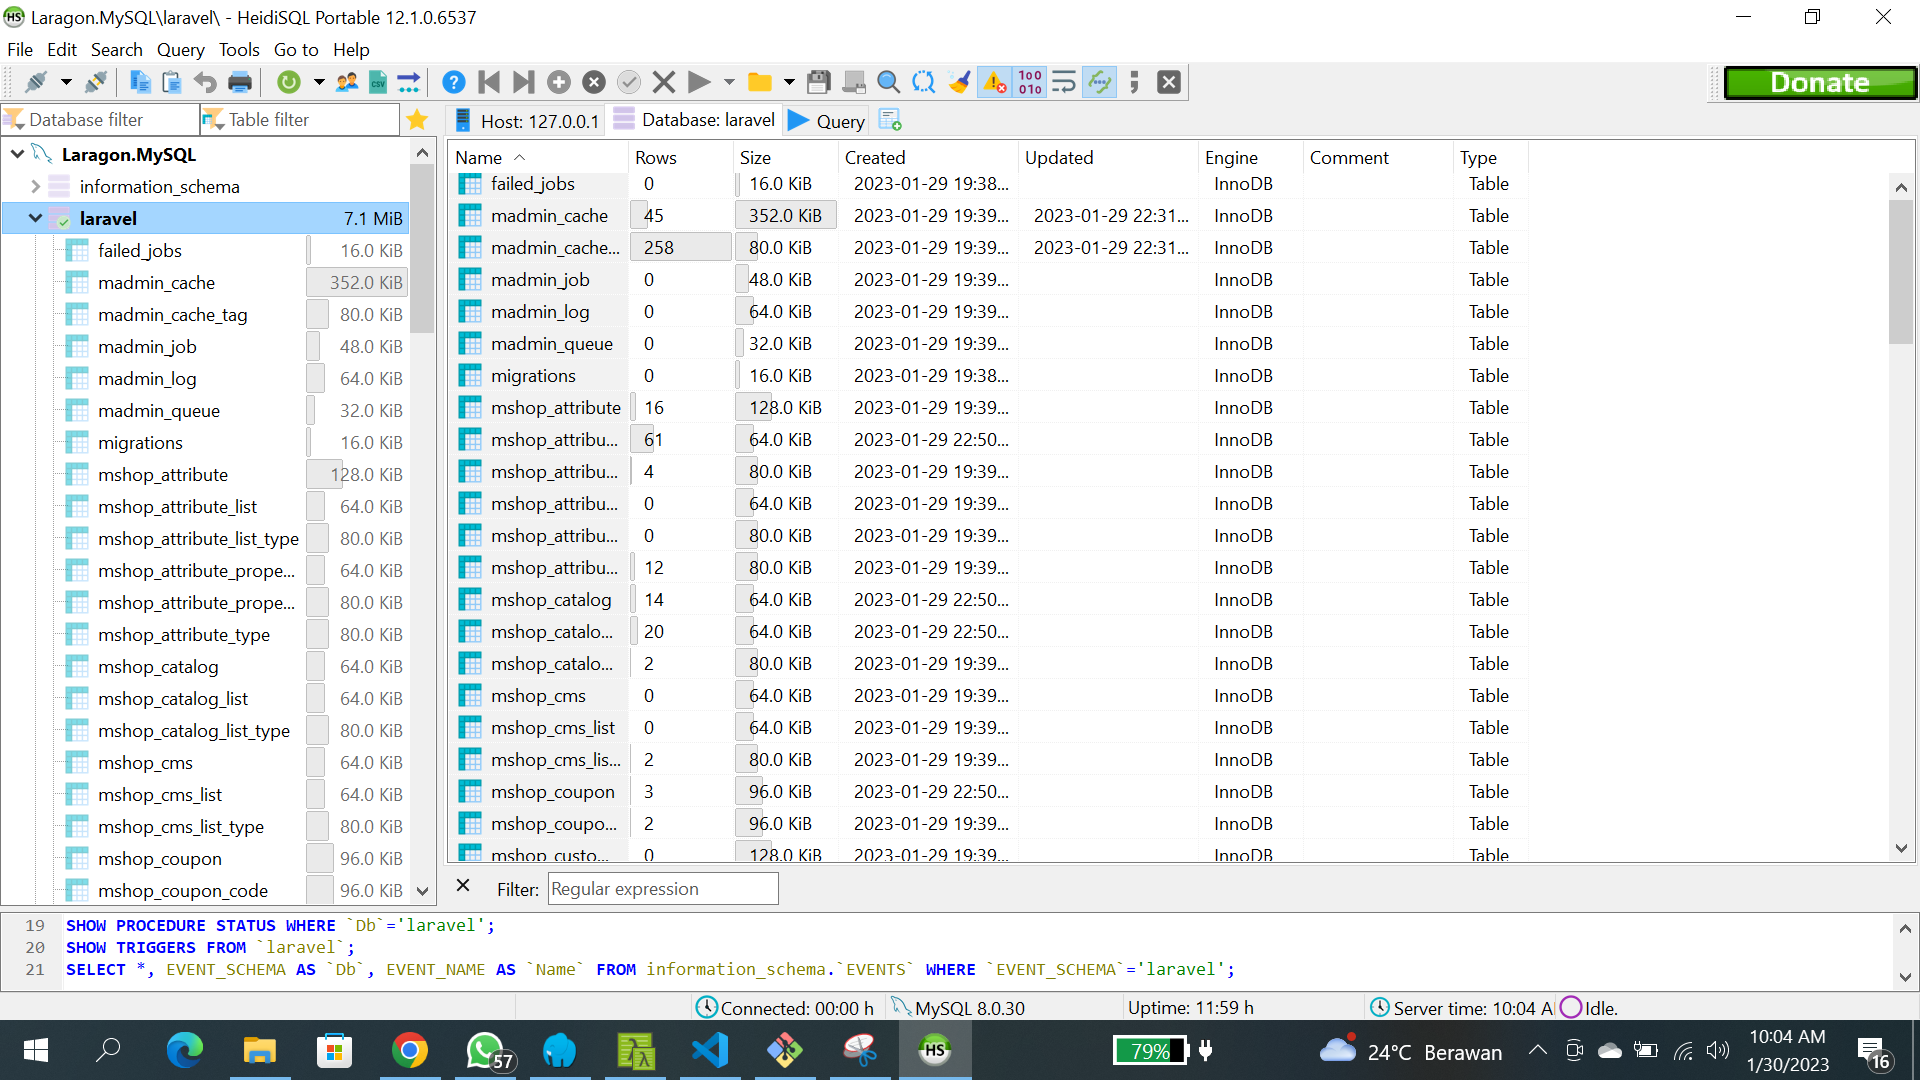 HS Laragon.MySQL\laravel\ - HeidiSQL Portable 12.1.0.6537
File Edit Search Query Tools Go to Help
Donate
Database filter Table filter Host: 127.0.0.1 Database: laravel Query
Laragon.MySQL
information_schema
laravel 7.1 MiB
failed_jobs 16.0 KiB
madmin_cache 352.0 KiB
madmin_cache_tag 80.0 KiB
madmin_job 48.0 KiB
madmin_log 64.0 KiB
madmin_queue 32.0 KiB
migrations 16.0 KiB
mshop_attribute 128.0 KiB
mshop_attribute_list 64.0 KiB
mshop_attribute_list_type 80.0 KiB
mshop_attribute_prope... 64.0 KiB
mshop_attribute_prope... 80.0 KiB
mshop_attribute_type 80.0 KiB
mshop_catalog 64.0 KiB
mshop_catalog_list 64.0 KiB
mshop_catalog_list_type 80.0 KiB
mshop_cms 64.0 KiB
mshop_cms_list 64.0 KiB
mshop_cms_list_type 80.0 KiB
mshop_coupon 96.0 KiB
mshop_coupon_code 96.0 KiB
Name Rows Size Created Updated Engine Comment Type
failed_jobs 0 16.0 KiB 2023-01-29 19:38... InnoDB Table
madmin_cache 45 352.0 KiB 2023-01-29 19:39... 2023-01-29 22:31... InnoDB Table
madmin_cache... 258 80.0 KiB 2023-01-29 19:39... 2023-01-29 22:31... InnoDB Table
madmin_job 0 48.0 KiB 2023-01-29 19:39... InnoDB Table
madmin_log 0 64.0 KiB 2023-01-29 19:39... InnoDB Table
madmin_queue 0 32.0 KiB 2023-01-29 19:39... InnoDB Table
migrations 0 16.0 KiB 2023-01-29 19:38... InnoDB Table
mshop_attribute 16 128.0 KiB 2023-01-29 19:39... InnoDB Table
mshop_attribu... 61 64.0 KiB 2023-01-29 22:50... InnoDB Table
mshop_attribu... 4 80.0 KiB 2023-01-29 19:39... InnoDB Table
mshop_attribu... 0 64.0 KiB 2023-01-29 19:39... InnoDB Table
mshop_attribu... 0 80.0 KiB 2023-01-29 19:39... InnoDB Table
mshop_attribu... 12 80.0 KiB 2023-01-29 19:39... InnoDB Table
mshop_catalog 14 64.0 KiB 2023-01-29 22:50... InnoDB Table
mshop_catalo... 20 64.0 KiB 2023-01-29 22:50... InnoDB Table
mshop_catalo... 2 80.0 KiB 2023-01-29 19:39... InnoDB Table
mshop_cms 0 64.0 KiB 2023-01-29 19:39... InnoDB Table
mshop_cms_list 0 64.0 KiB 2023-01-29 19:39... InnoDB Table
mshop_cms_lis... 2 80.0 KiB 2023-01-29 19:39... InnoDB Table
mshop_coupon 3 96.0 KiB 2023-01-29 22:50... InnoDB Table
mshop_coupo... 2 96.0 KiB 2023-01-29 19:39... InnoDB Table
mshop_custo... 0 128.0 KiB 2023-01-29 19:39... InnoDB Table
Filter: Regular expression
19 SHOW PROCEDURE STATUS WHERE `Db`='laravel';
20 SHOW TRIGGERS FROM `laravel`;
21 SELECT *, EVENT_SCHEMA AS `Db`, EVENT_NAME AS `Name` FROM information_schema.`EVENTS` WHERE `EVENT_SCHEMA`='laravel';
Connected: 00:00 h MySQL 8.0.30 Uptime: 11:59 h Server time: 10:04 A Idle.
57 HS 79% 24°C Berawan 10:04 AM
1/30/2023 16